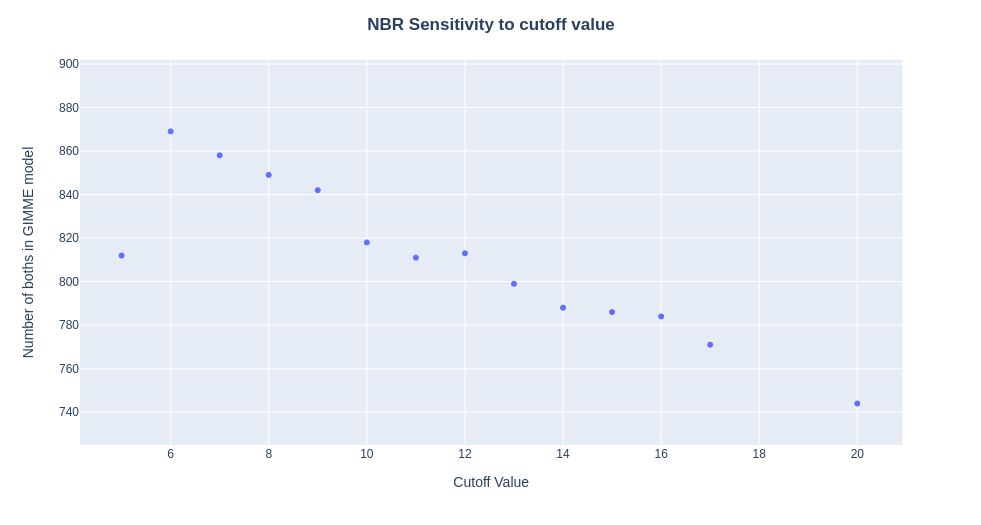 NBR Sensitivity to cutoff value
Number of boths in GIMME model
900
880
860
840
820
800
780
760
740
6 8 10 12 14 16 18 20
Cutoff Value